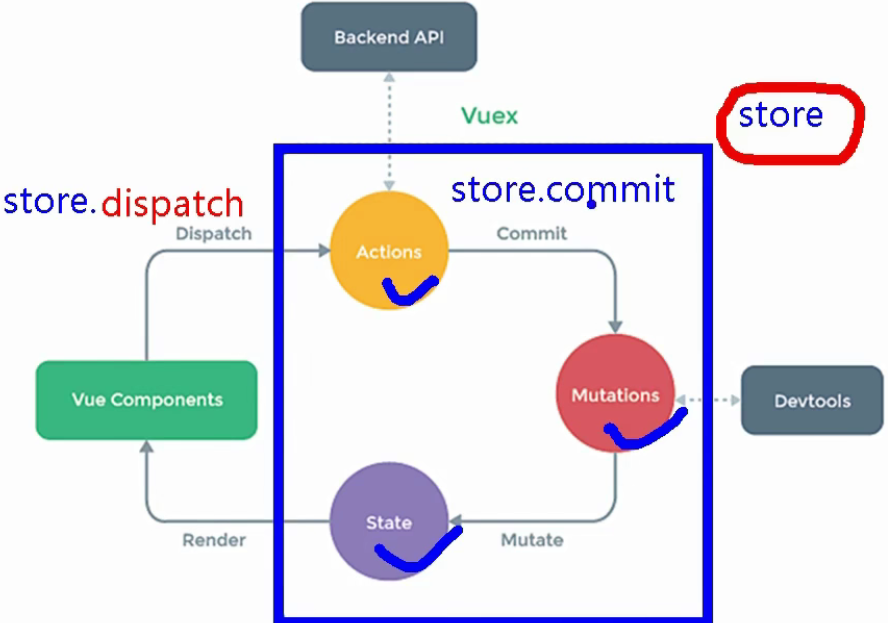 Backend API
Vuex
store
store.dispatch
store.commit
Dispatch
Actions
Commit
Vue Components
Mutations
Devtools
State
Render
Mutate